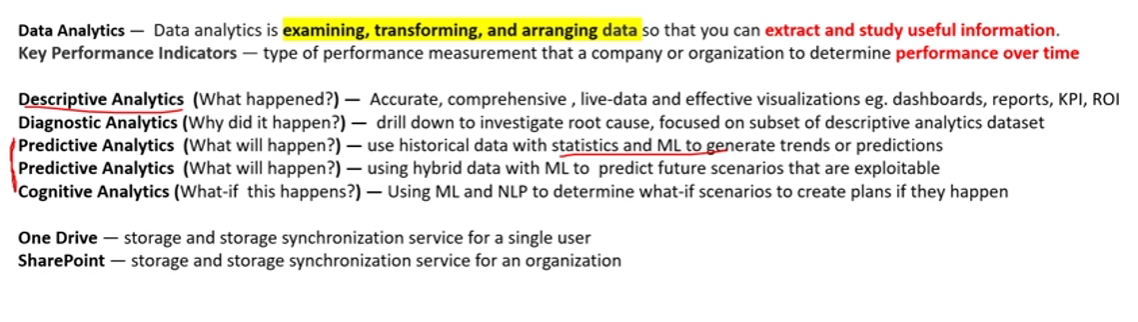 Data Analytics — Data analytics is examining, transforming, and arranging data so that you can extract and study useful information.
Key Performance Indicators — type of performance measurement that a company or organization to determine performance over time
Descriptive Analytics (What happened?) — Accurate, comprehensive , live-data and effective visualizations eg. dashboards, reports, KPI, ROI
Diagnostic Analytics (Why did it happen?) — drill down to investigate root cause, focused on subset of descriptive analytics dataset
Predictive Analytics (What will happen?) — use historical data with statistics and ML to generate trends or predictions
Predictive Analytics (What will happen?) — using hybrid data with ML to predict future scenarios that are exploitable
Cognitive Analytics (What-if this happens?) — Using ML and NLP to determine what-if scenarios to create plans if they happen
One Drive — storage and storage synchronization service for a single user
SharePoint — storage and storage synchronization service for an organization